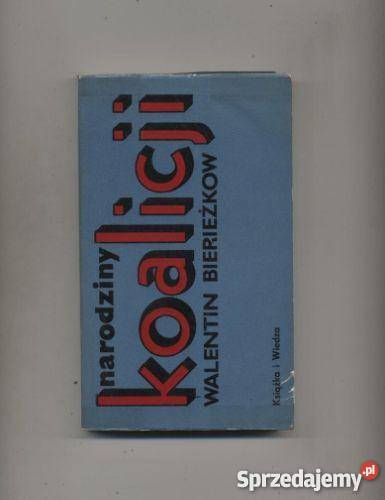 narodziny
koalicji
WALENTIN BIERIEŻKOW
Książka i Wiedza
Sprzedajemy.pl